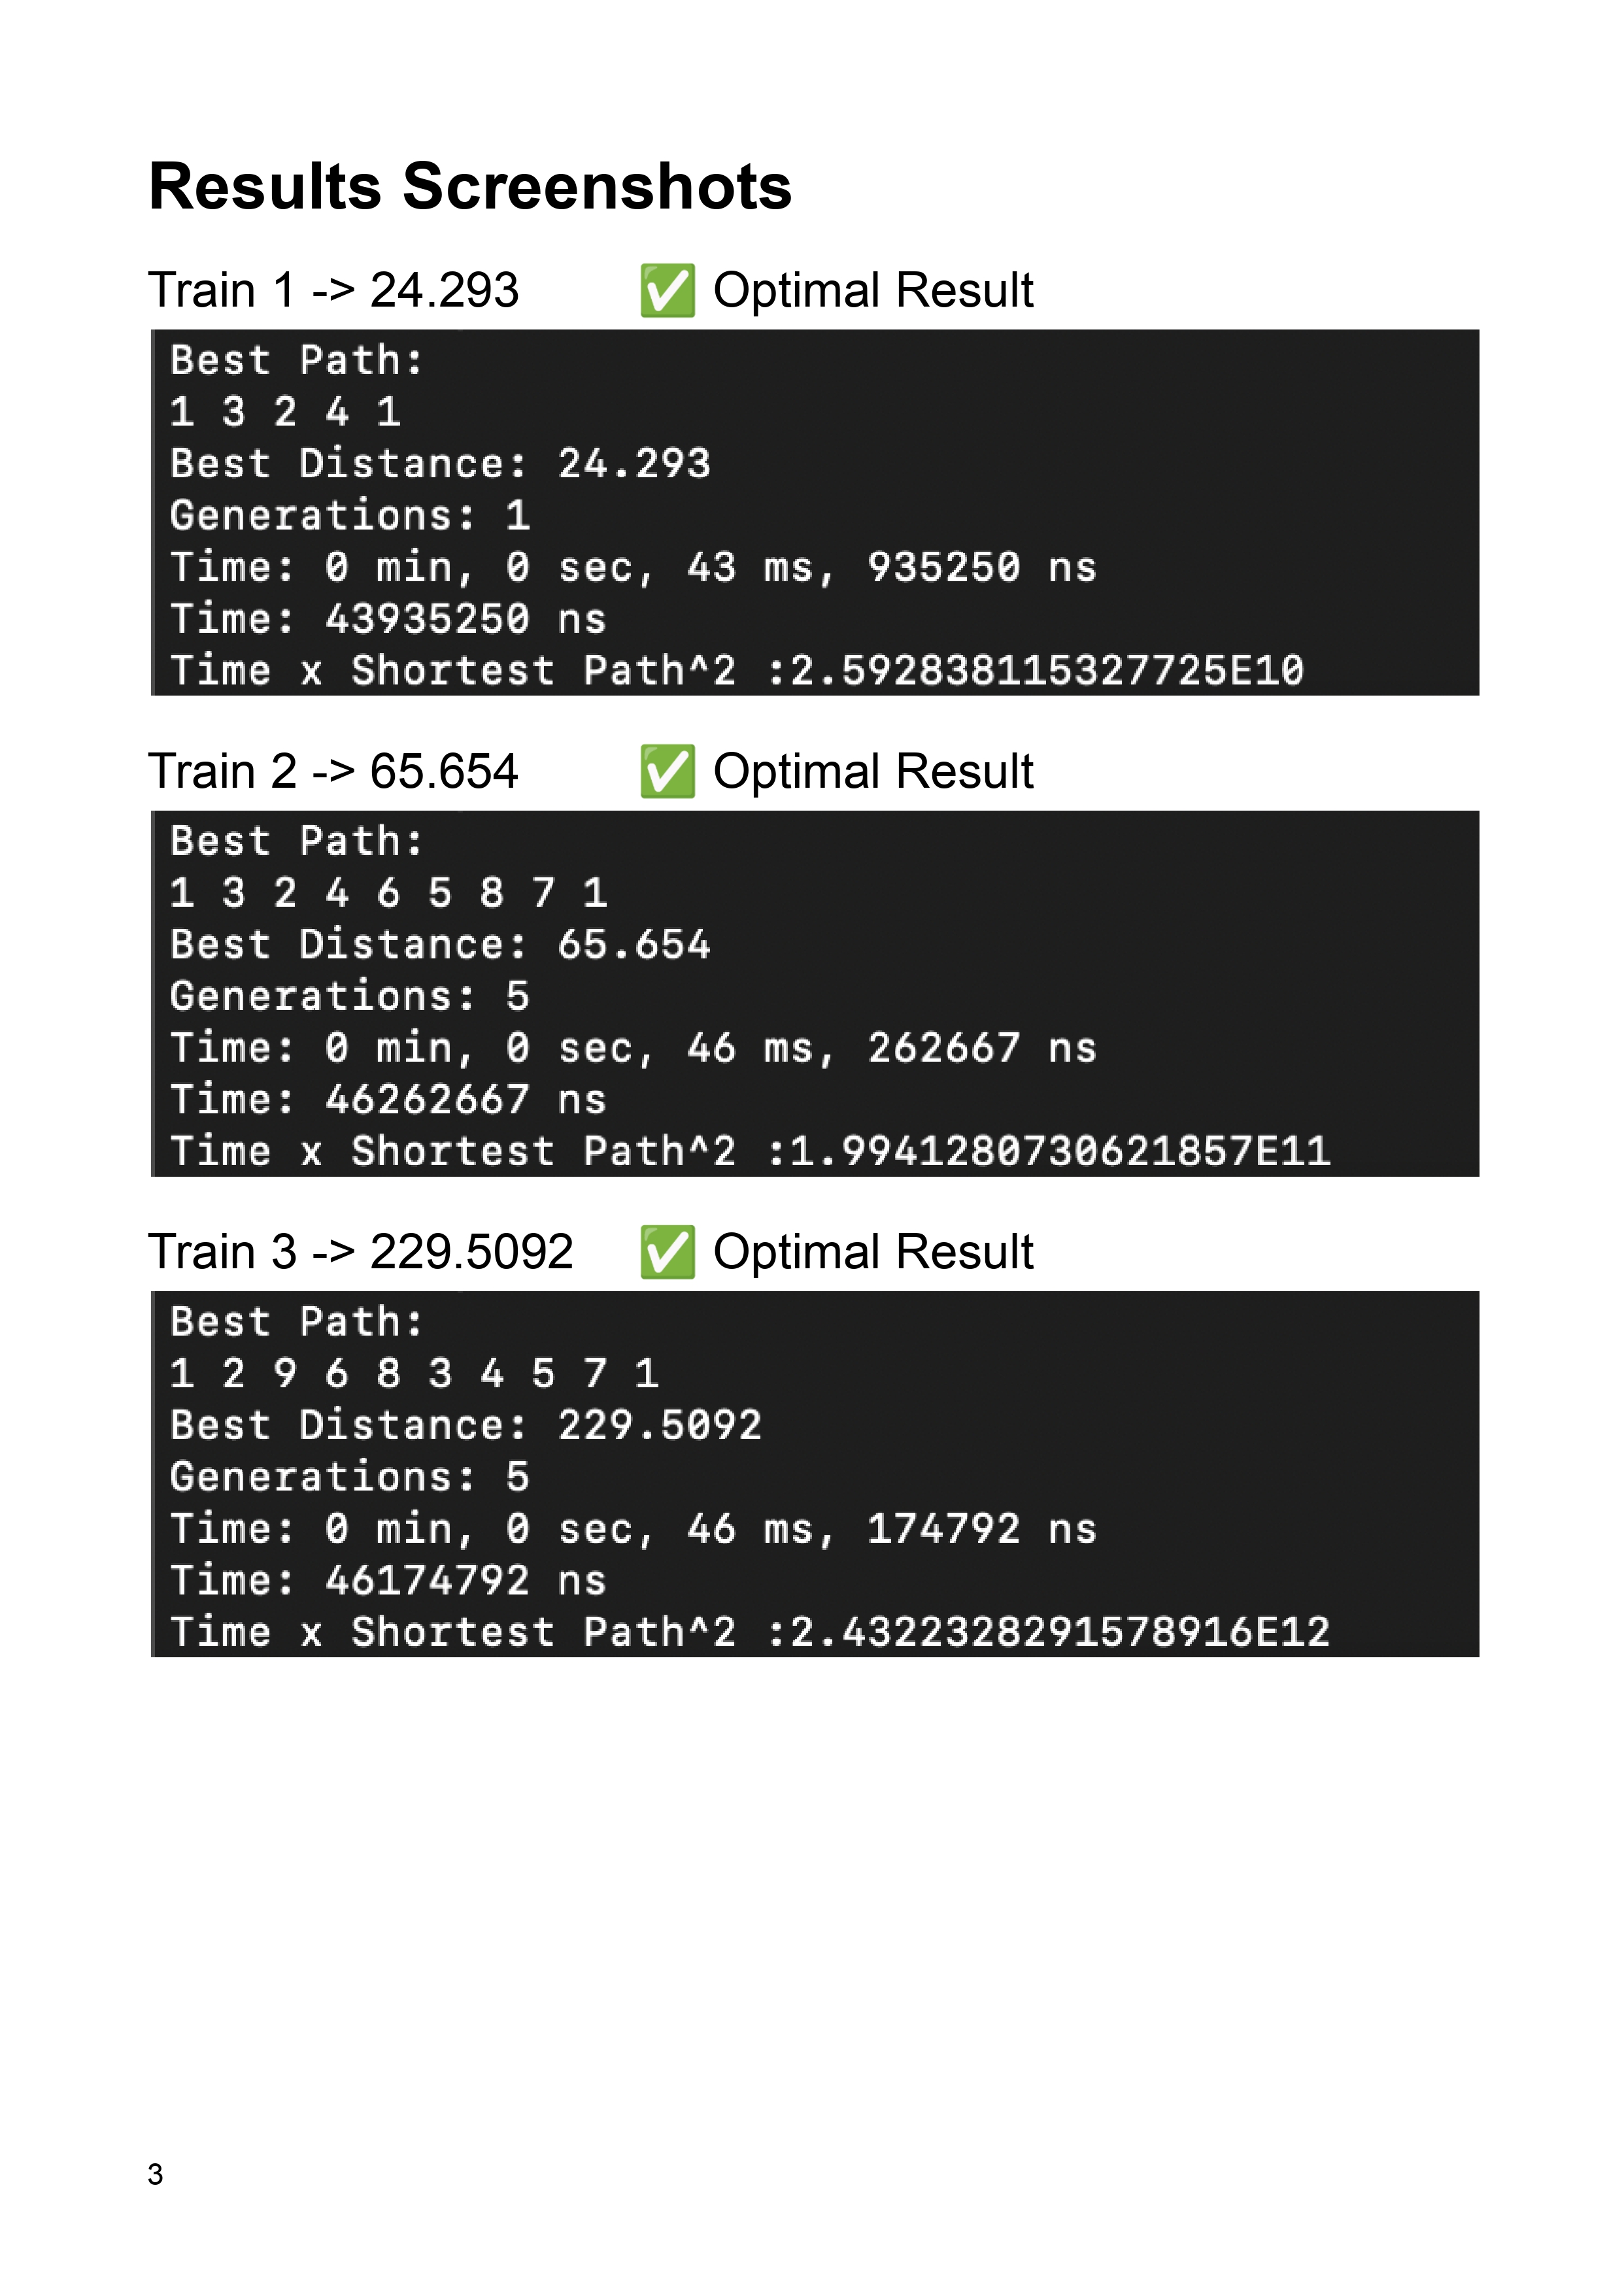 Results Screenshots
Train 1 -> 24.293 ✅ Optimal Result
Best Path:
1 3 2 4 1
Best Distance: 24.293
Generations: 1
Time: 0 min, 0 sec, 43 ms, 935250 ns
Time: 43935250 ns
Time x Shortest Path^2 :2.592838115327725E10
Train 2 -> 65.654 ✅ Optimal Result
Best Path:
1 3 2 4 6 5 8 7 1
Best Distance: 65.654
Generations: 5
Time: 0 min, 0 sec, 46 ms, 262667 ns
Time: 46262667 ns
Time x Shortest Path^2 :1.9941280730621857E11
Train 3 -> 229.5092 ✅ Optimal Result
Best Path:
1 2 9 6 8 3 4 5 7 1
Best Distance: 229.5092
Generations: 5
Time: 0 min, 0 sec, 46 ms, 174792 ns
Time: 46174792 ns
Time x Shortest Path^2 :2.4322328291578916E12
3